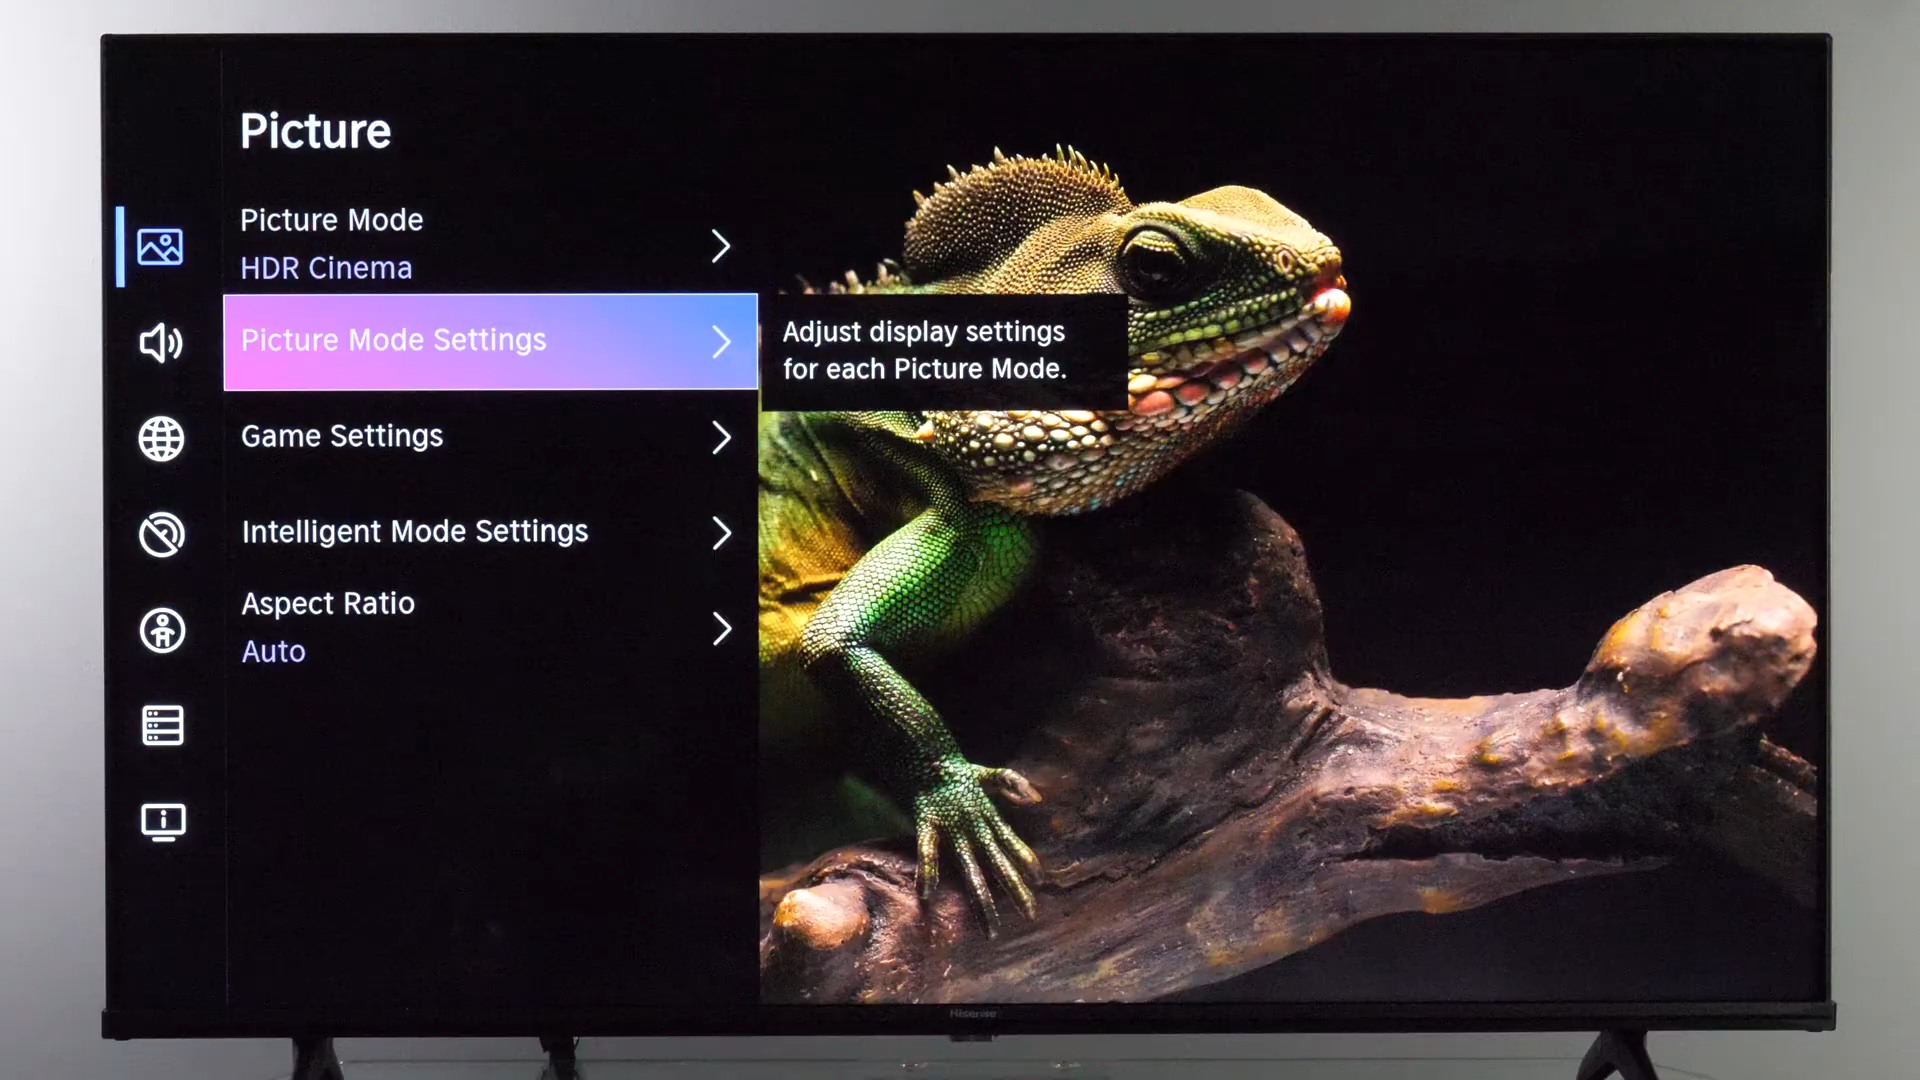 Picture
Picture Mode
HDR Cinema
Picture Mode Settings
Adjust display settings
for each Picture Mode.
Game Settings
Intelligent Mode Settings
Aspect Ratio
Auto
Hisense